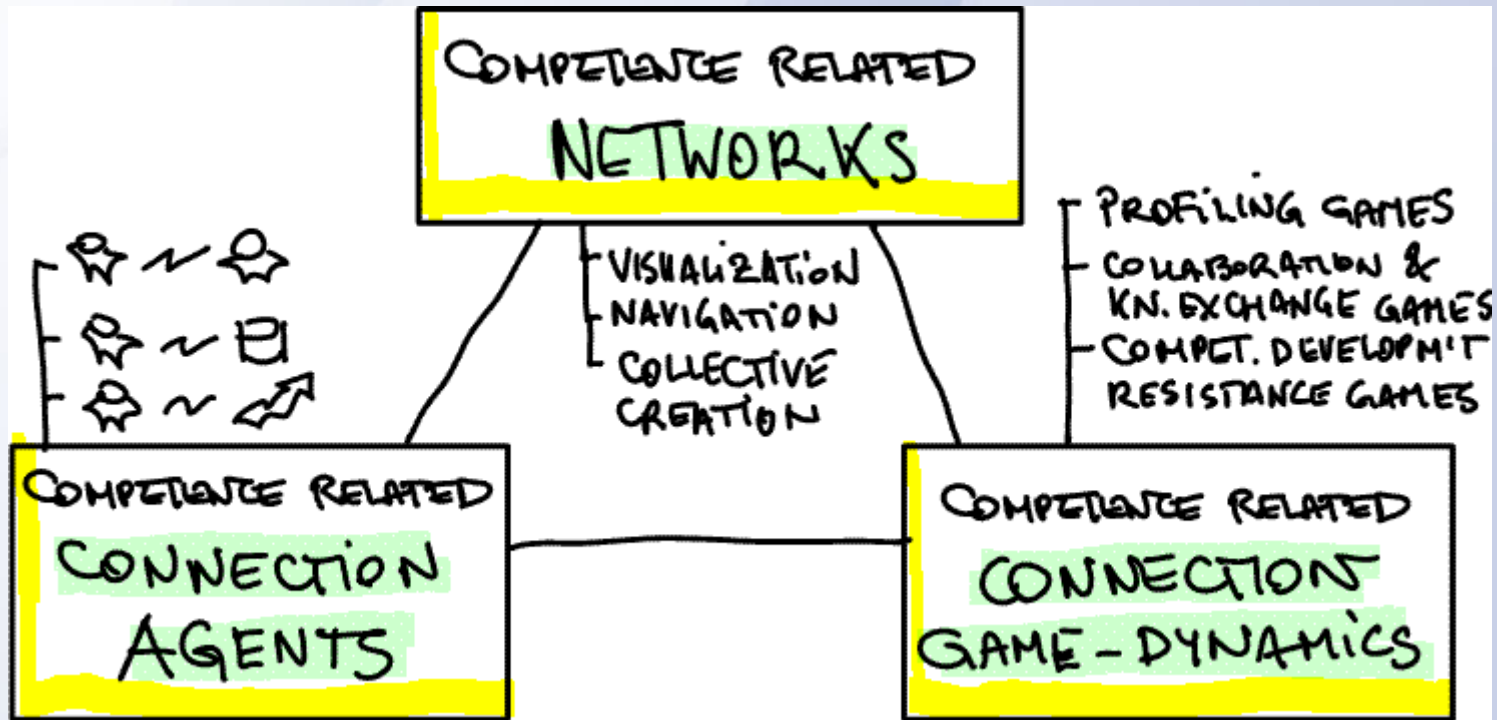 COMPETENCE RELATED
NETWORKS
VISUALIZATION
NAVIGATION
COLLECTIVE
CREATION
PROFILING GAMES
COLLABORATION &
KN. EXCHANGE GAMES
COMPET. DEVELOPM'T
RESISTANCE GAMES
COMPETENCE RELATED
CONNECTION
AGENTS
COMPETENCE RELATED
CONNECTION
GAME-DYNAMICS